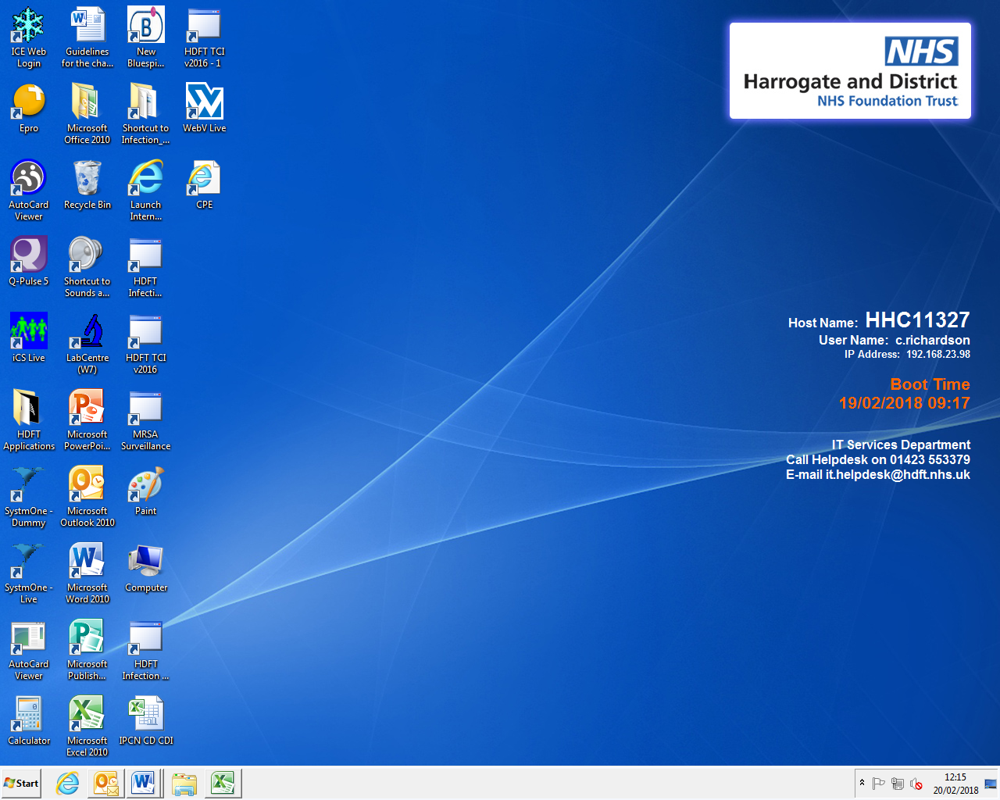 ICE Web
Login
Guidelines
for the cha...
New
Bluespi...
HDFT TCI
v2016 - 1
Epro
Microsoft
Office 2010
Shortcut to
Infection_...
WebV Live
AutoCard
Viewer
Recycle Bin
Launch
Intern...
CPE
Q-Pulse 5
Shortcut to
Sounds a...
HDFT
Infecti...
iCS Live
LabCentre
(W7)
HDFT TCI
v2016
HDFT
Applications
Microsoft
PowerPoi...
MRSA
Surveillance
SystmOne -
Dummy
Microsoft
Outlook 2010
Paint
SystmOne -
Live
Microsoft
Word 2010
Computer
AutoCard
Viewer
Microsoft
Publish...
HDFT
Infection ...
Calculator
Microsoft
Excel 2010
IPCN CD CDI
NHS
Harrogate and District
NHS Foundation Trust
Host Name: HHC11327
User Name: c.richardson
IP Address: 192.168.23.98
Boot Time
19/02/2018 09:17
IT Services Department
Call Helpdesk on 01423 553379
E-mail it.helpdesk@hdft.nhs.uk
Start
12:15
20/02/2018